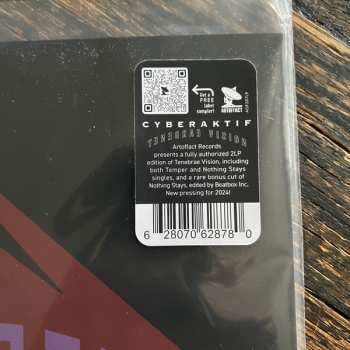 Get a
FREE
label
sampler!
ARTOFFACT
CYBERAKTIF
TENEBRAE VISION
Artoffact Records
presents a fully authorized 2LP
edition of Tenebrae Vision, including
both Temper and Nothing Stays
singles, and a rare bonus cut of
Nothing Stays, edited by Beatbox Inc.
New pressing for 2024!
6 28070 62878 0